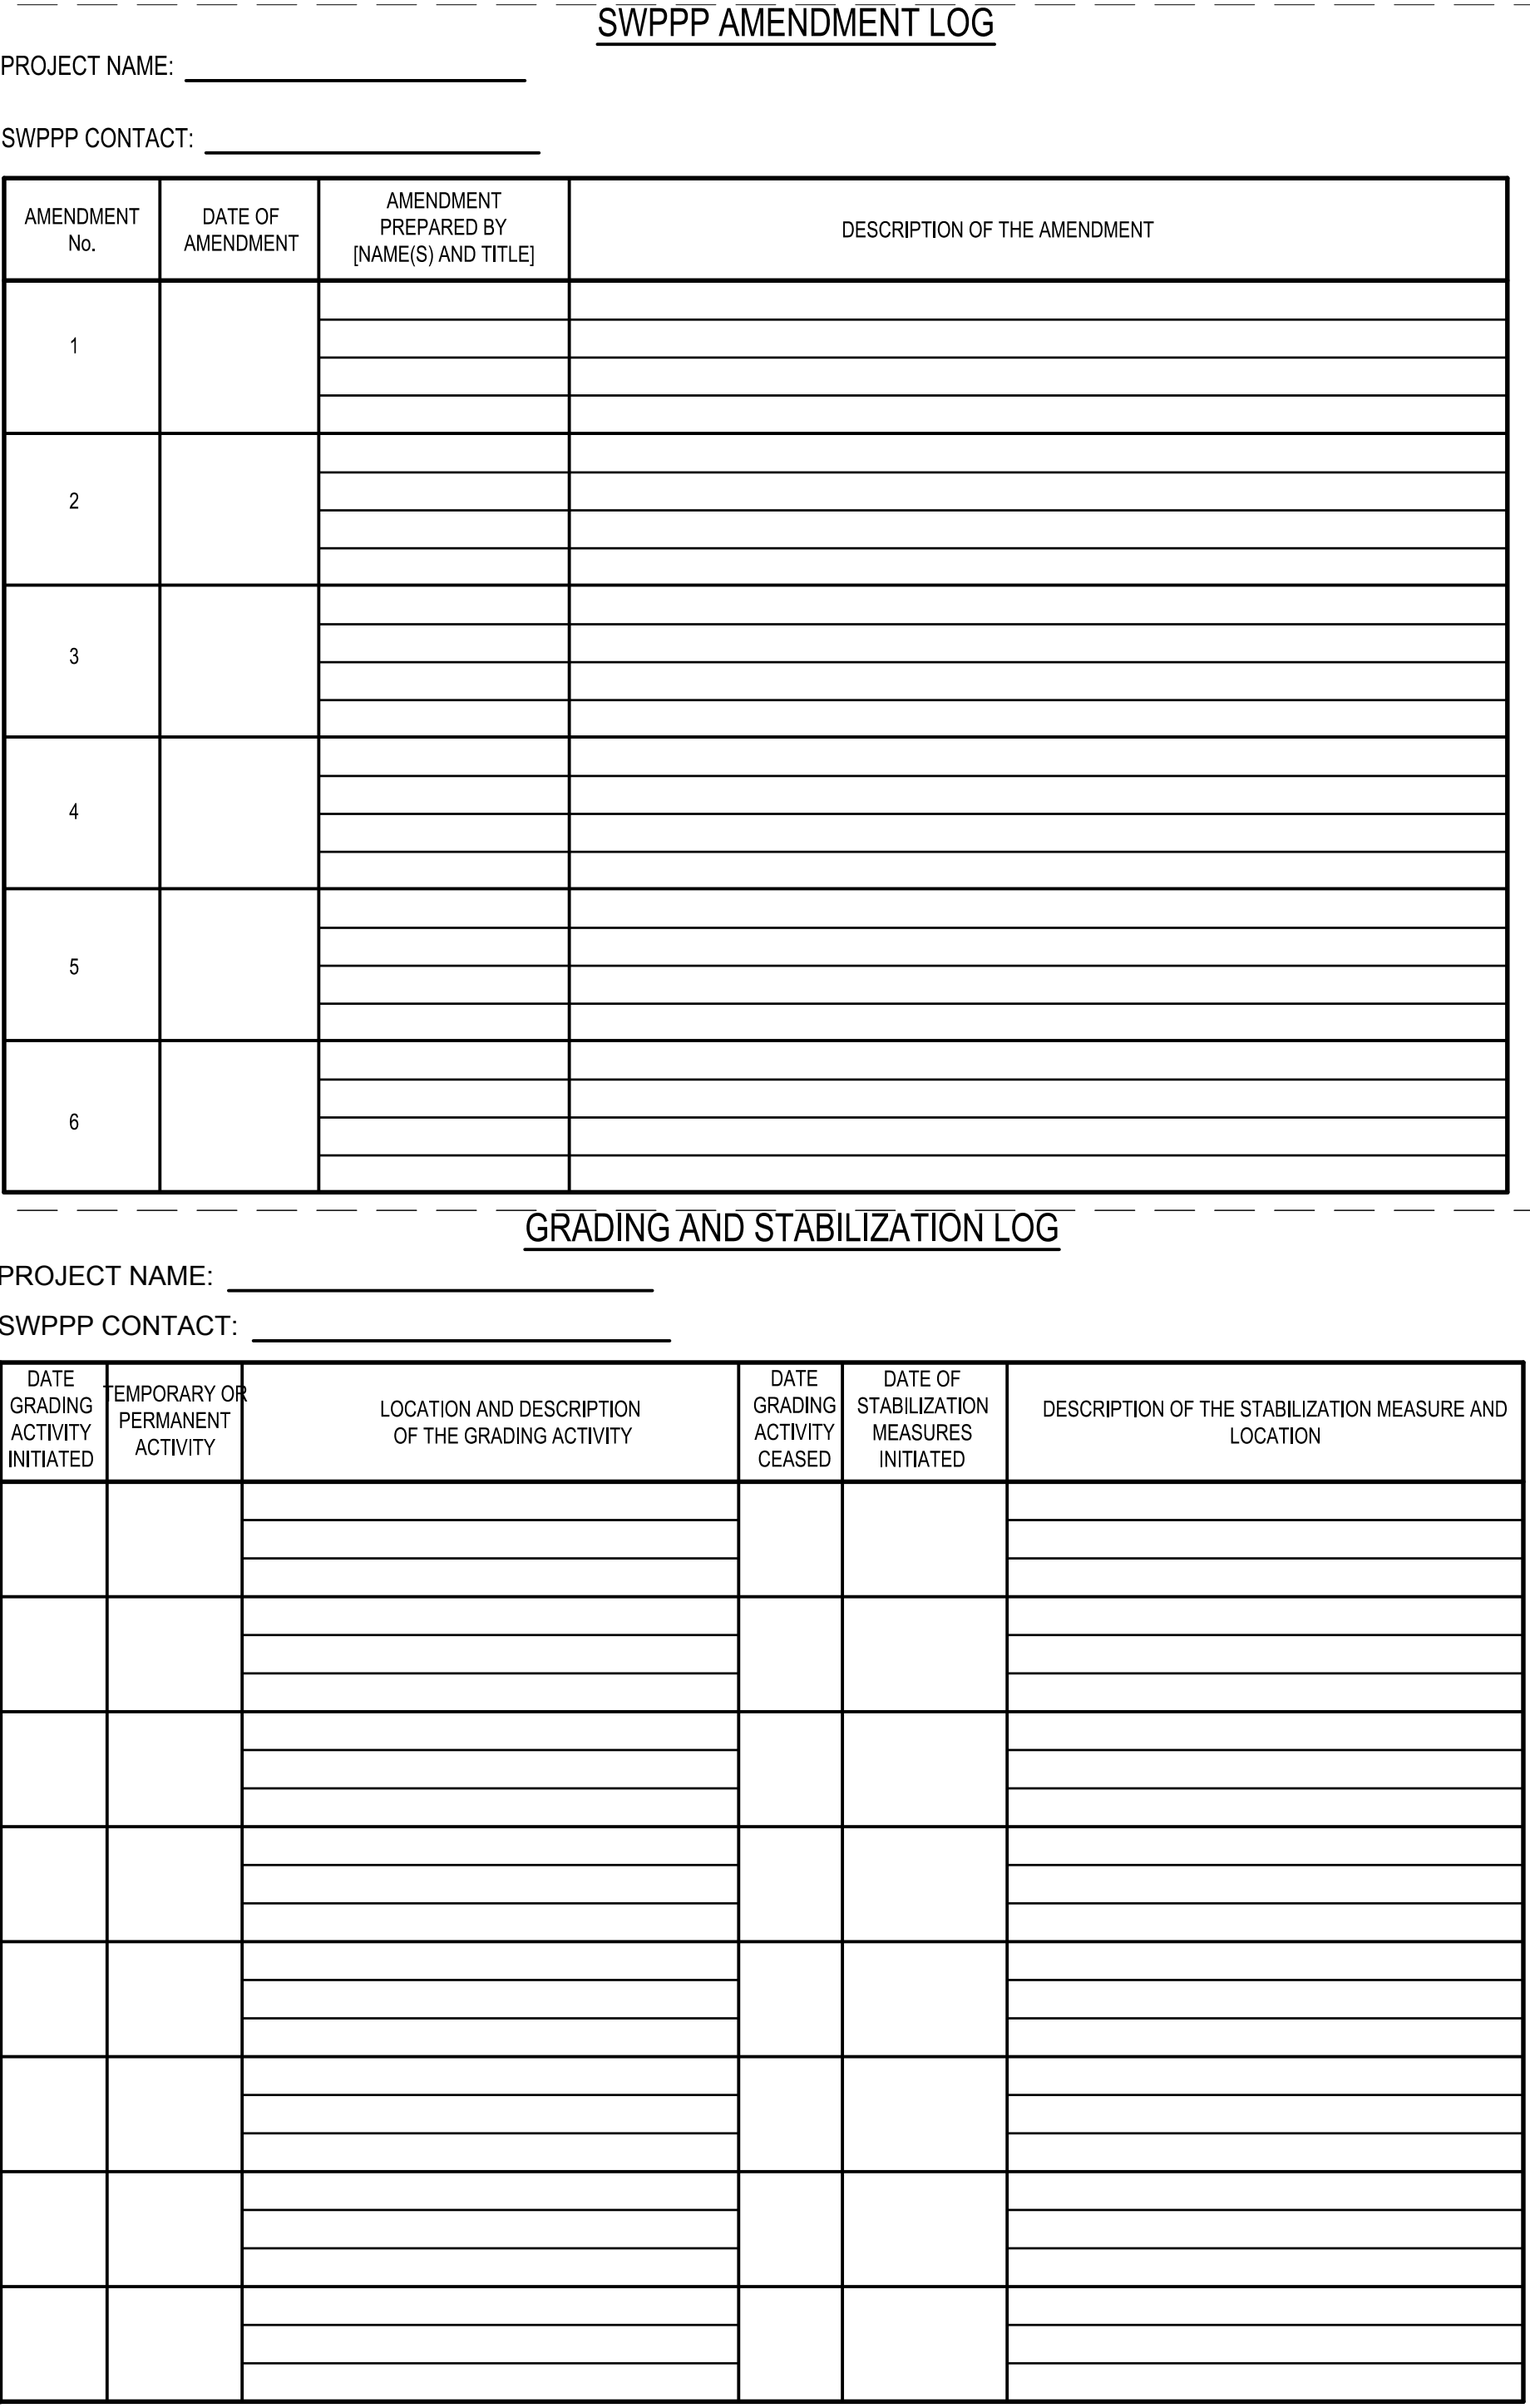 SWPPP AMENDMENT LOG
PROJECT NAME:
SWPPP CONTACT:
AMENDMENT
No.
DATE OF
AMENDMENT
AMENDMENT
PREPARED BY
[NAME(S) AND TITLE]
DESCRIPTION OF THE AMENDMENT
1
2
3
4
5
6
GRADING AND STABILIZATION LOG
PROJECT NAME:
SWPPP CONTACT:
DATE
GRADING
ACTIVITY
INITIATED
TEMPORARY OR
PERMANENT
ACTIVITY
LOCATION AND DESCRIPTION
OF THE GRADING ACTIVITY
DATE
GRADING
ACTIVITY
CEASED
DATE OF
STABILIZATION
MEASURES
INITIATED
DESCRIPTION OF THE STABILIZATION MEASURE AND
LOCATION